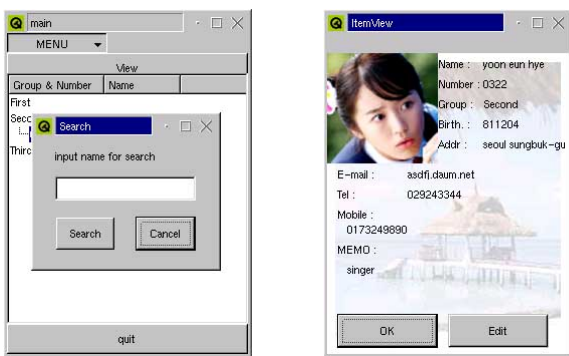 main
MENU
View
Group & Number Name
First
Search
input name for search
Search Cancel
quit
ItemView
Name : yoon eun hye
Number : 0322
Group : Second
Birth. : 811204
Addr : seoul sungbuk-gu
E-mail : asdfj.daum.net
Tel : 029243344
Mobile :
0173249890
MEMO :
singer
OK Edit